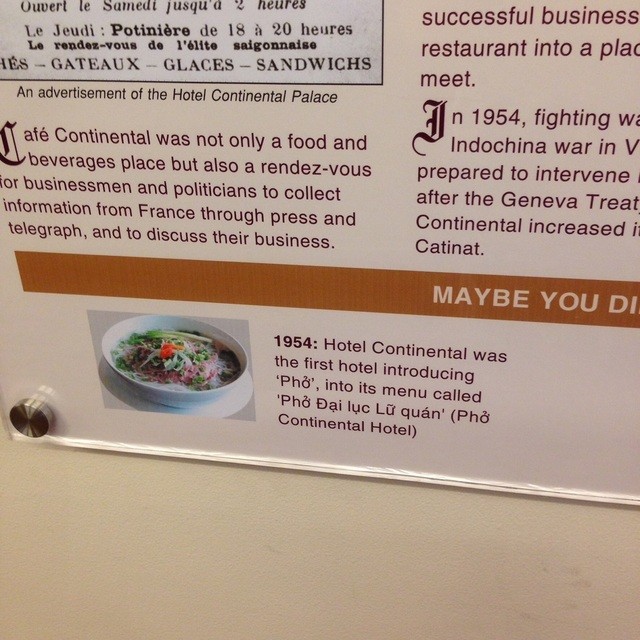 Ouvert le Samedi jusqu'à 2 heures
Le Jeudi : Potinière de 18 à 20 heures
Le rendez-vous de l'élite saigonnaise
– GATEAUX – GLACES – SANDWICHS
An advertisement of the Hotel Continental Palace
Café Continental was not only a food and
beverages place but also a rendez-vous
for businessmen and politicians to collect
information from France through press and
telegraph, and to discuss their business.
successful business
restaurant into a
meet.
In 1954, fighting
Indochina war in
prepared to intervene
after the Geneva
Continental increased
Catinat.
MAYBE YOU
1954: Hotel Continental was
the first hotel introducing
'Phở', into its menu called
'Phở Đại lục Lữ quán' (Phở
Continental Hotel)